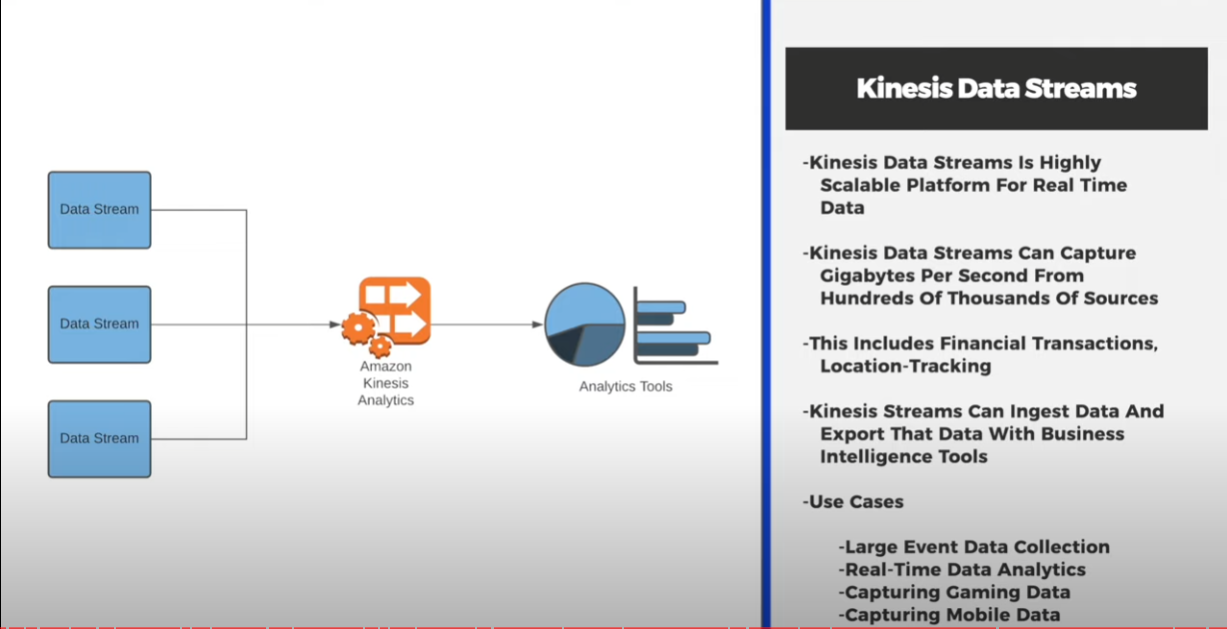 Data Stream
Data Stream
Data Stream
Amazon
Kinesis
Analytics
Analytics Tools
Kinesis Data Streams
-Kinesis Data Streams Is Highly
Scalable Platform For Real Time
Data
-Kinesis Data Streams Can Capture
Gigabytes Per Second From
Hundreds Of Thousands Of Sources
-This Includes Financial Transactions,
Location-Tracking
-Kinesis Streams Can Ingest Data And
Export That Data With Business
Intelligence Tools
-Use Cases
-Large Event Data Collection
-Real-Time Data Analytics
-Capturing Gaming Data
-Capturing Mobile Data